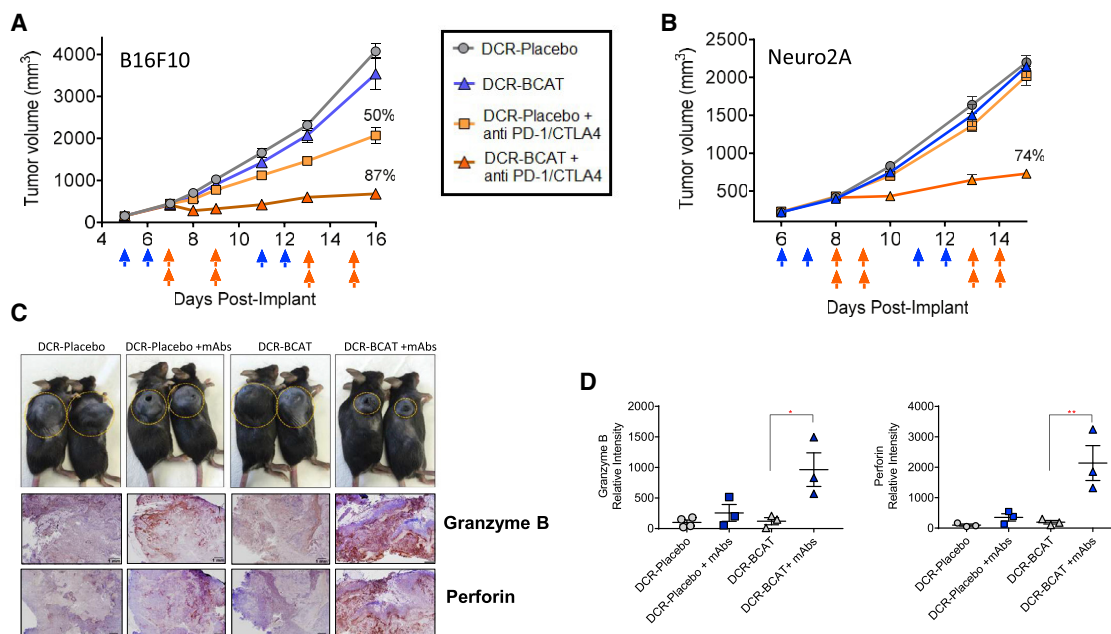 A
B16F10
Tumor volume (mm3)
4000
3000
2000
1000
0
50%
87%
4 6 8 10 12 14 16
Days Post-Implant
DCR-Placebo
DCR-BCAT
DCR-Placebo +
anti PD-1/CTLA4
DCR-BCAT +
anti PD-1/CTLA4
B
Neuro2A
Tumor volume (mm3)
2500
2000
1500
1000
500
74%
6 8 10 12 14
Days Post-Implant
C
DCR-Placebo DCR-Placebo +mAbs DCR-BCAT DCR-BCAT +mAbs
Granzyme B
Perforin
D
Granzyme B
Relative Intensity
2000
1500
1000
500
0
*
DCR-Placebo
DCR-Placebo + mAbs
DCR-BCAT
DCR-BCAT+ mAbs
Perforin
Relative Intensity
4000
3000
2000
1000
0
**
DCR-Placebo
DCR-Placebo +mAbs
DCR-BCAT
DCR-BCAT +mAbs